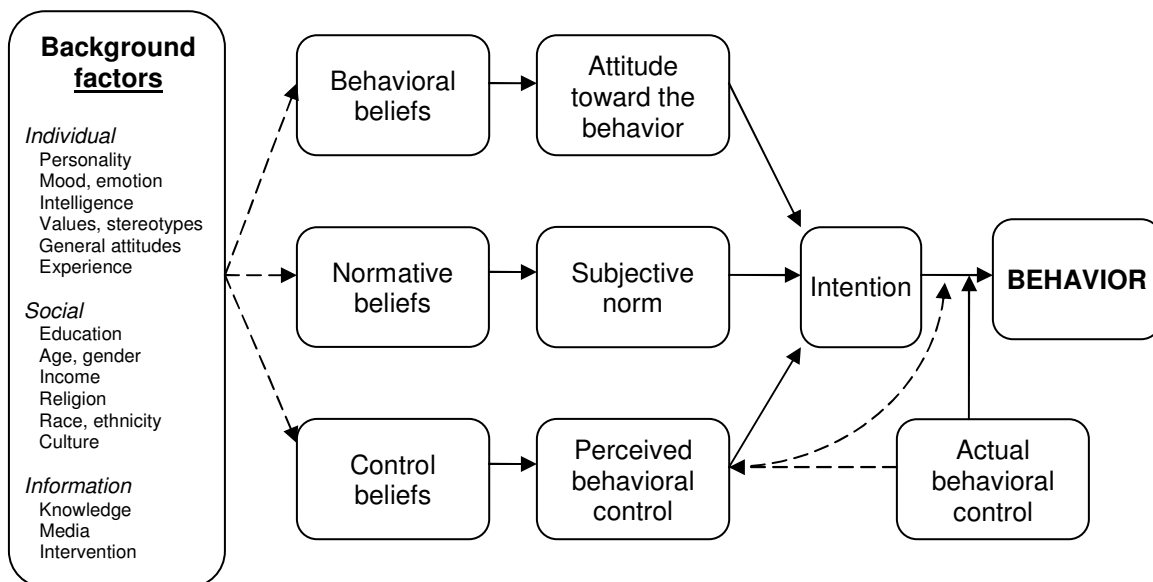 Background
factors
Individual
Personality
Mood, emotion
Intelligence
Values, stereotypes
General attitudes
Experience
Social
Education
Age, gender
Income
Religion
Race, ethnicity
Culture
Information
Knowledge
Media
Intervention
Behavioral
beliefs
Attitude
toward the
behavior
Normative
beliefs
Subjective
norm
Intention
BEHAVIOR
Control
beliefs
Perceived
behavioral
control
Actual
behavioral
control